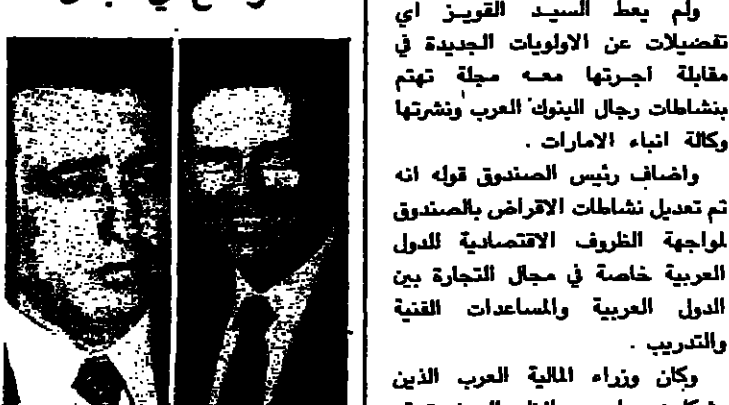 ولم يعط السيد القويز اي
تفضيلات عن الاولويات الجديدة في
مقابلة اجرتها معه مجلة تهتم
بنشاطات رجال البنوك العرب ونشرتها
وكالة انباء الامارات .
واضاف رئيس الصندوق قوله انه
تم تعديل نشاطات الاقراض بالصندوق
لمواجهة الظروف الاقتصادية للدول
العربية خاصة في مجال التجارة بين
الدول العربية والمساعدات الفنية
والتدريب .
وكان وزراء المالية العرب الذين